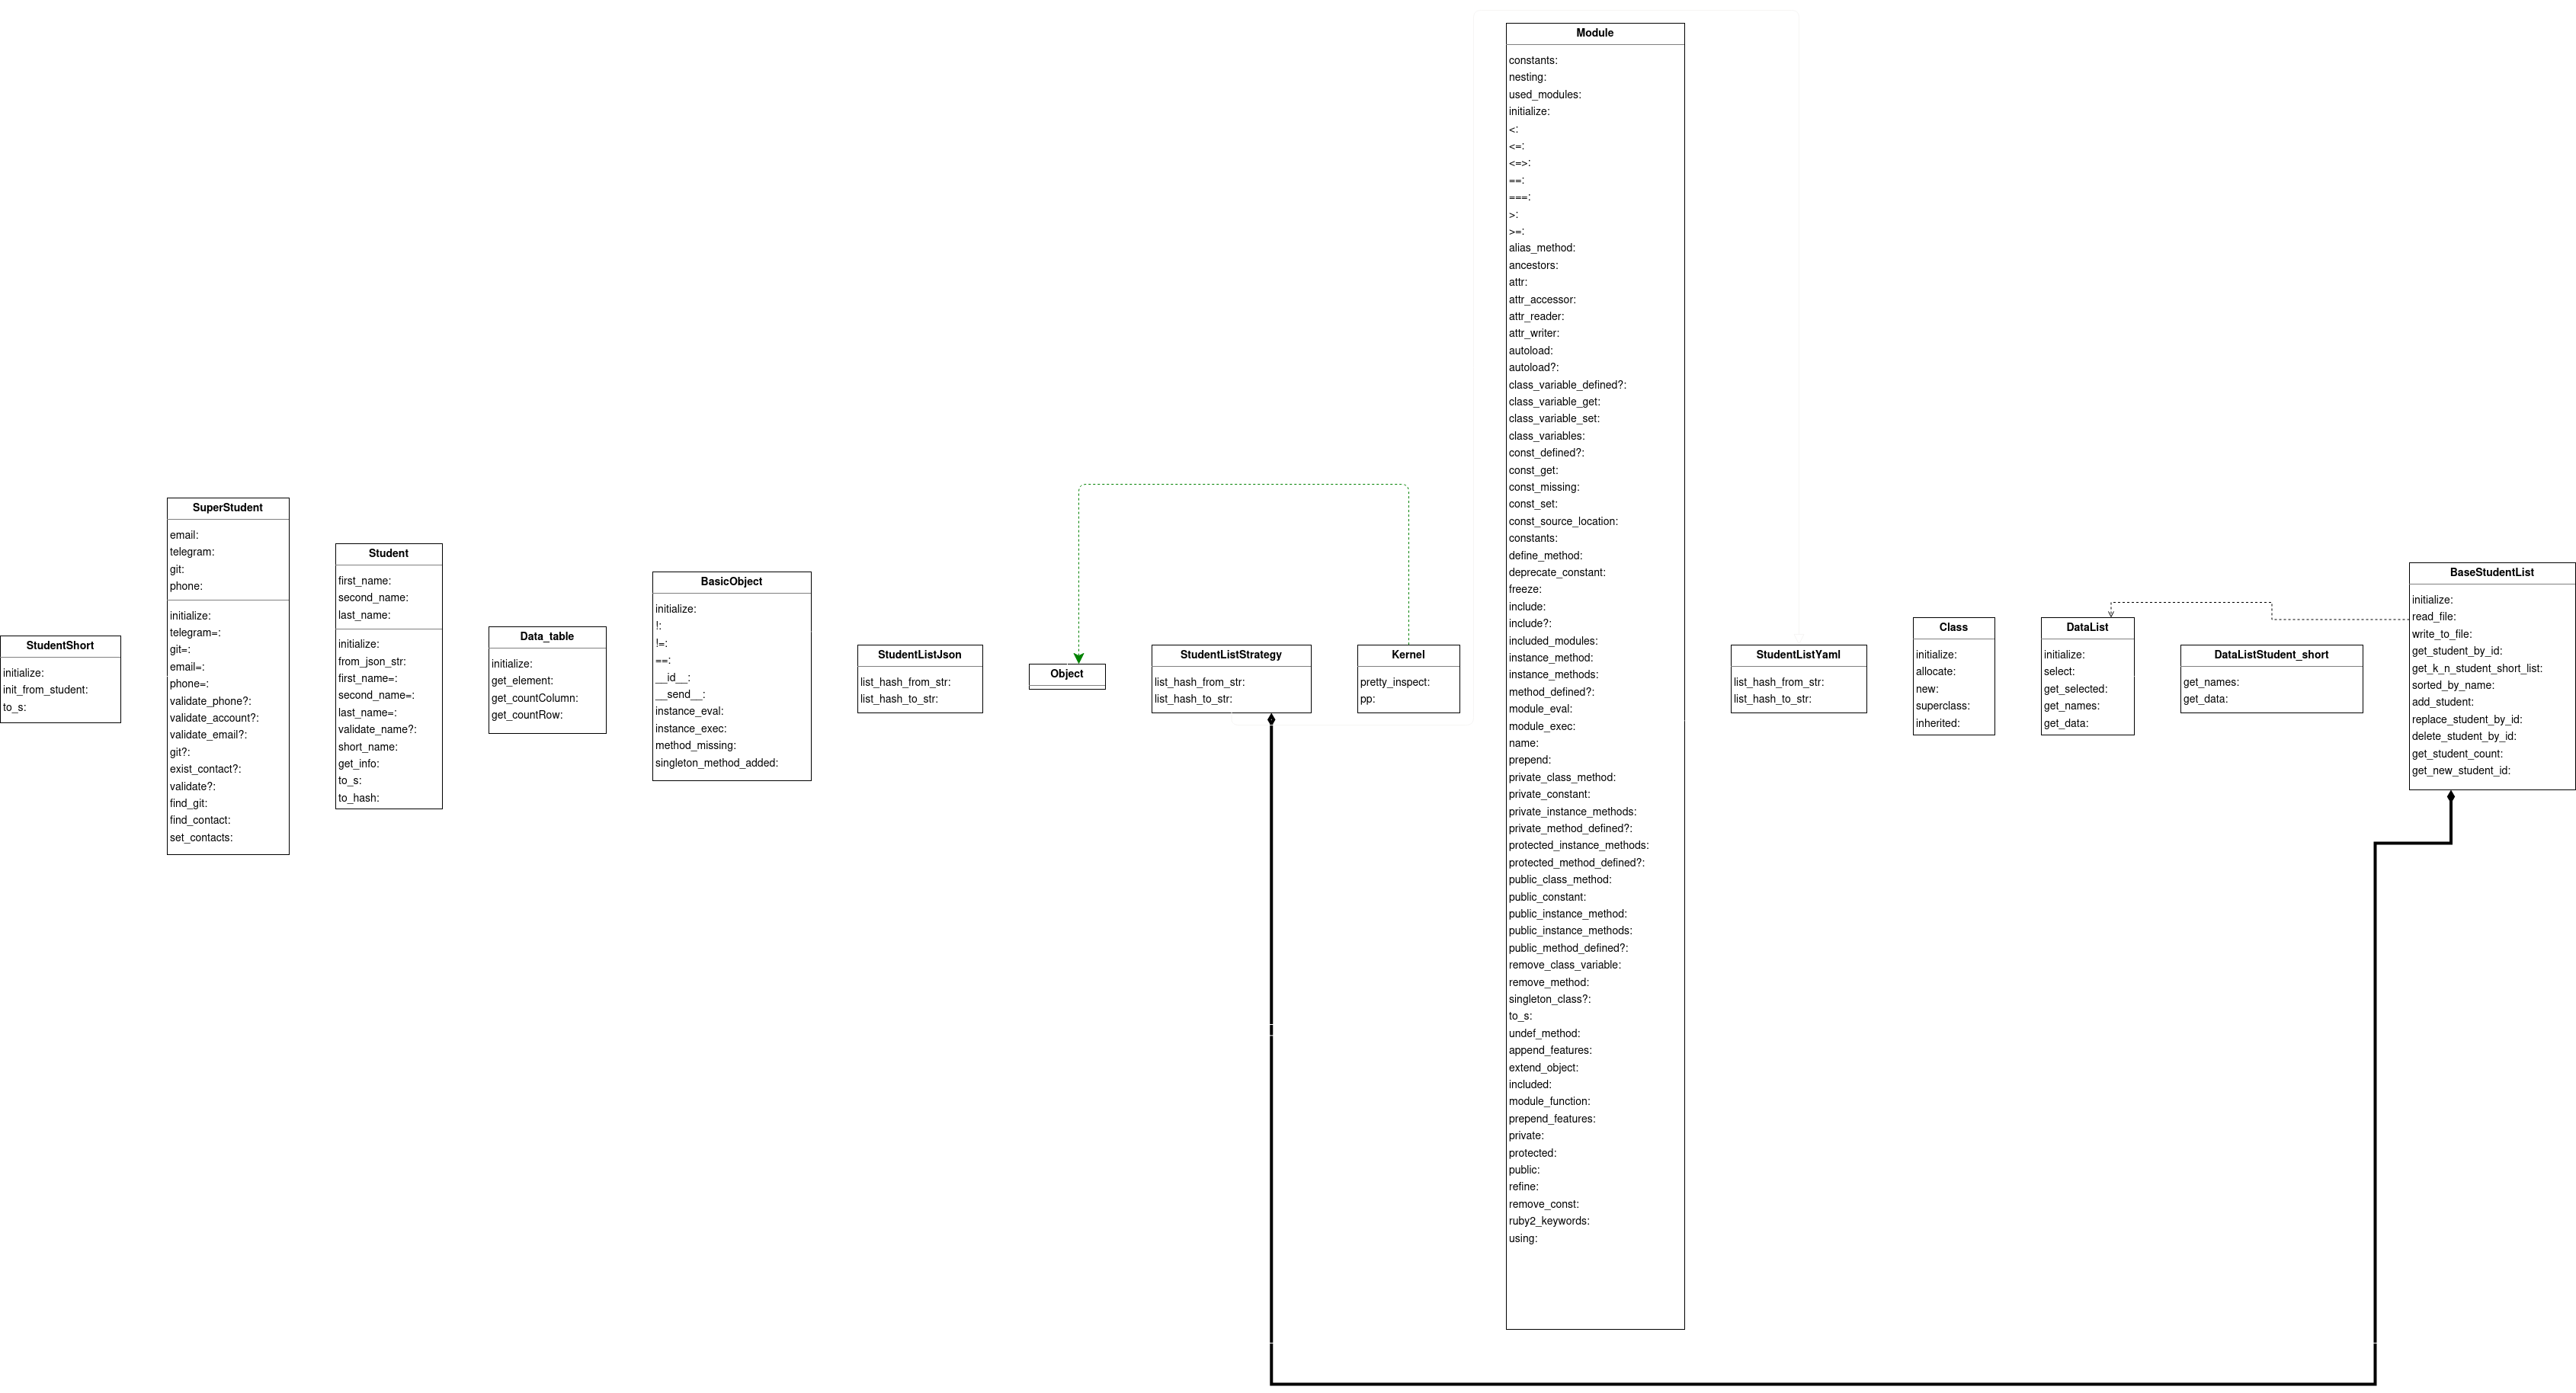 StudentShort
initialize:
init_from_student:
to_s:
SuperStudent
email:
telegram:
git:
phone:
initialize:
telegram=:
git=:
email=:
phone=:
validate_phone?:
validate_account?:
validate_email?:
git?:
exist_contact?:
validate?:
find_git:
find_contact:
set_contacts:
Student
first_name:
second_name:
last_name:
initialize:
from_json_str:
first_name=:
second_name=:
last_name=:
validate_name?:
short_name:
get_info:
to_s:
to_hash:
Data_table
initialize:
get_element:
get_countColumn:
get_countRow:
BasicObject
initialize:
!:
!=:
==:
__id__:
__send__:
instance_eval:
instance_exec:
method_missing:
singleton_method_added:
StudentListJson
list_hash_from_str:
list_hash_to_str:
Object
StudentListStrategy
list_hash_from_str:
list_hash_to_str:
Kernel
pretty_inspect:
pp:
Module
constants:
nesting:
used_modules:
initialize:
<:
<=:
<=>:
==:
===:
>:
>=:
alias_method:
ancestors:
attr:
attr_accessor:
attr_reader:
attr_writer:
autoload:
autoload?:
class_variable_defined?:
class_variable_get:
class_variable_set:
class_variables:
const_defined?:
const_get:
const_missing:
const_set:
const_source_location:
constants:
define_method:
deprecate_constant:
freeze:
include:
include?:
included_modules:
instance_method:
instance_methods:
method_defined?:
module_eval:
module_exec:
name:
prepend:
private_class_method:
private_constant:
private_instance_methods:
private_method_defined?:
protected_instance_methods:
protected_method_defined?:
public_class_method:
public_constant:
public_instance_method:
public_instance_methods:
public_method_defined?:
remove_class_variable:
remove_method:
singleton_class?:
to_s:
undef_method:
append_features:
extend_object:
included:
module_function:
prepend_features:
private:
protected:
public:
refine:
remove_const:
ruby2_keywords:
using:
StudentListYaml
list_hash_from_str:
list_hash_to_str:
Class
initialize:
allocate:
new:
superclass:
inherited:
DataList
initialize:
select:
get_selected:
get_names:
get_data:
DataListStudent_short
get_names:
get_data:
BaseStudentList
initialize:
read_file:
write_to_file:
get_student_by_id:
get_k_n_student_short_list:
sorted_by_name:
add_student:
replace_student_by_id:
delete_student_by_id:
get_student_count:
get_new_student_id: